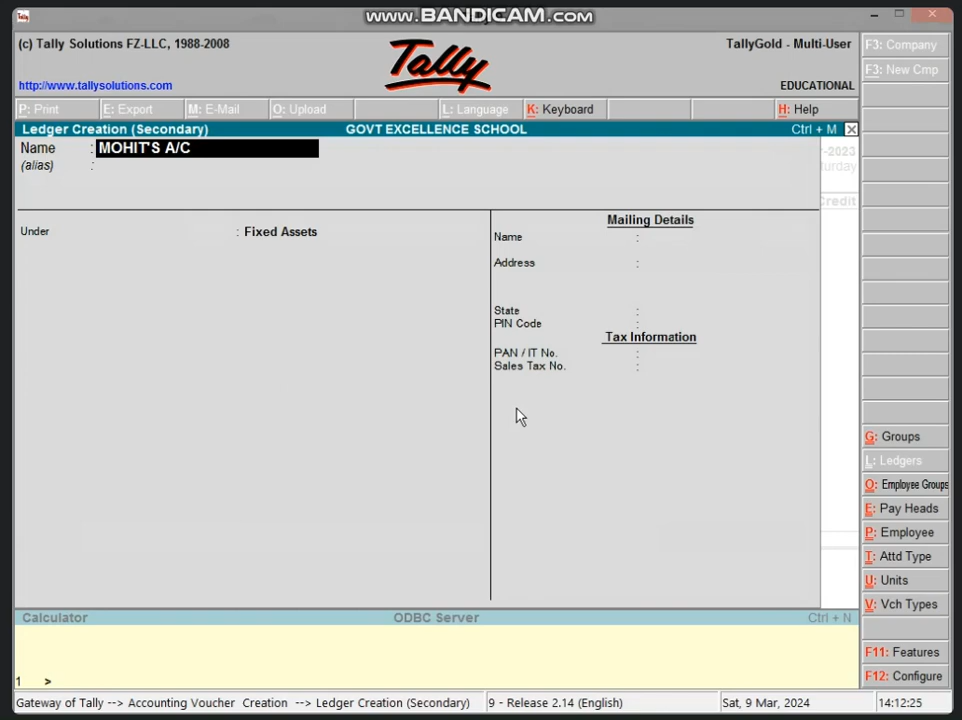 www.BANDICAM.com
(c) Tally Solutions FZ-LLC, 1988-2008
Tally
TallyGold - Multi-User
F3: Company
F3: New Cmp
http://www.tallysolutions.com
EDUCATIONAL
P: Print E: Export M: E-Mail O: Upload L: Language K: Keyboard H: Help
Ledger Creation (Secondary) GOVT EXCELLENCE SCHOOL Ctrl + M
Name : MOHIT'S A/C
(alias) :
Under : Fixed Assets
Mailing Details
Name :
Address :
State :
PIN Code :
Tax Information
PAN / IT No. :
Sales Tax No. :
-2023
turday
Credit
G: Groups
L: Ledgers
O: Employee Groups
E: Pay Heads
P: Employee
T: Attd Type
U: Units
V: Vch Types
F11: Features
F12: Configure
Calculator ODBC Server Ctrl + N
1 >
Gateway of Tally --> Accounting Voucher Creation --> Ledger Creation (Secondary) 9 - Release 2.14 (English) Sat, 9 Mar, 2024 14:12:25